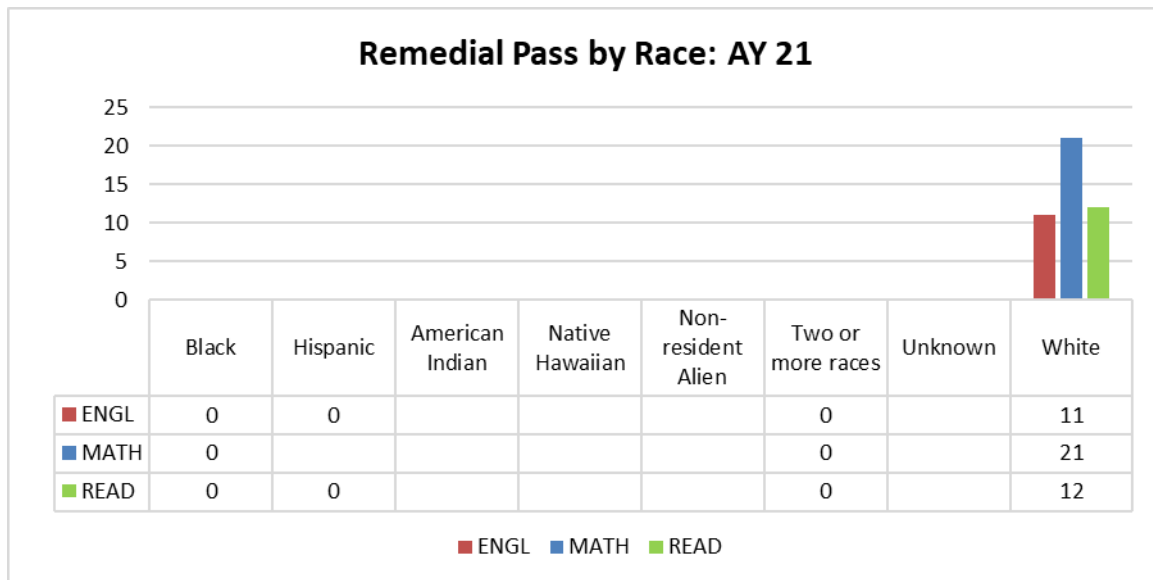 Remedial Pass by Race: AY 21
25
20
15
10
5
0
Black Hispanic American Indian Native Hawaiian Non-resident Alien Two or more races Unknown White
ENGL 0 0 0 11
MATH 0 0 21
READ 0 0 0 12
ENGL MATH READ